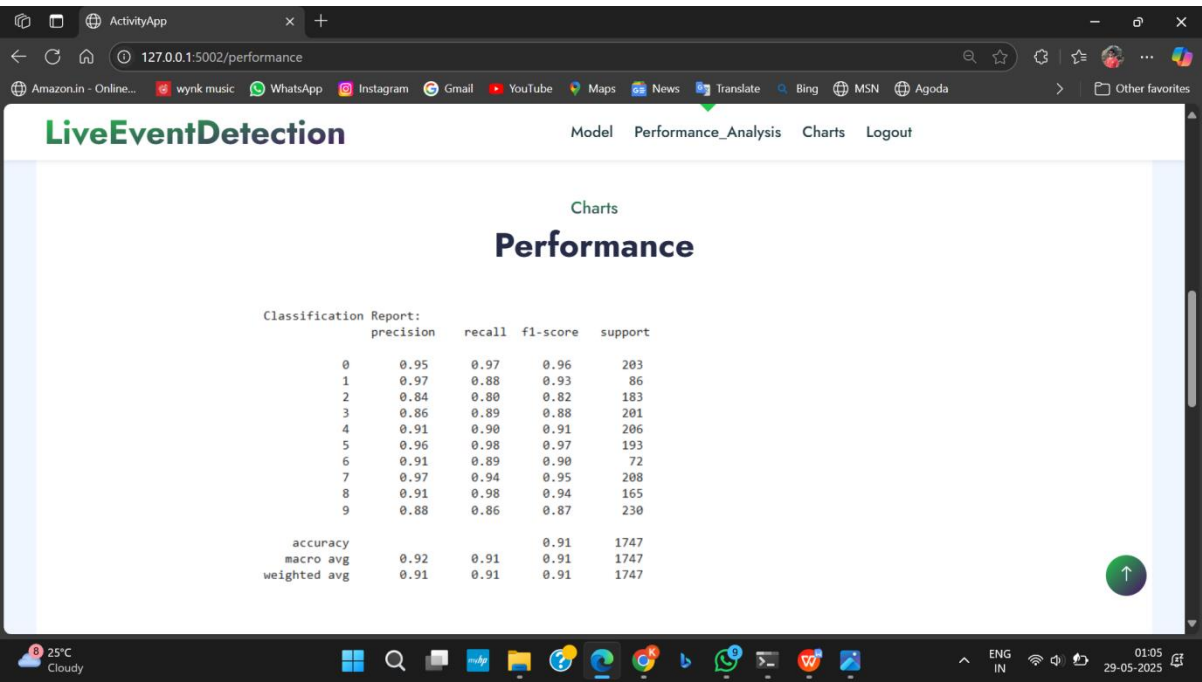 ActivityApp
127.0.0.1:5002/performance
Amazon.in - Online... wynk music WhatsApp Instagram Gmail YouTube Maps News Translate Bing MSN Agoda Other favorites
LiveEventDetection Model Performance_Analysis Charts Logout
Charts
Performance
Classification Report:
precision recall f1-score support
0 0.95 0.97 0.96 203
1 0.97 0.88 0.93 86
2 0.84 0.80 0.82 183
3 0.86 0.89 0.88 201
4 0.91 0.90 0.91 206
5 0.96 0.98 0.97 193
6 0.91 0.89 0.90 72
7 0.97 0.94 0.95 208
8 0.91 0.98 0.94 165
9 0.88 0.86 0.87 230
accuracy 0.91 1747
macro avg 0.92 0.91 0.91 1747
weighted avg 0.91 0.91 0.91 1747
8 25°C myhp K 9 ENG 01:05
Cloudy IN 29-05-2025